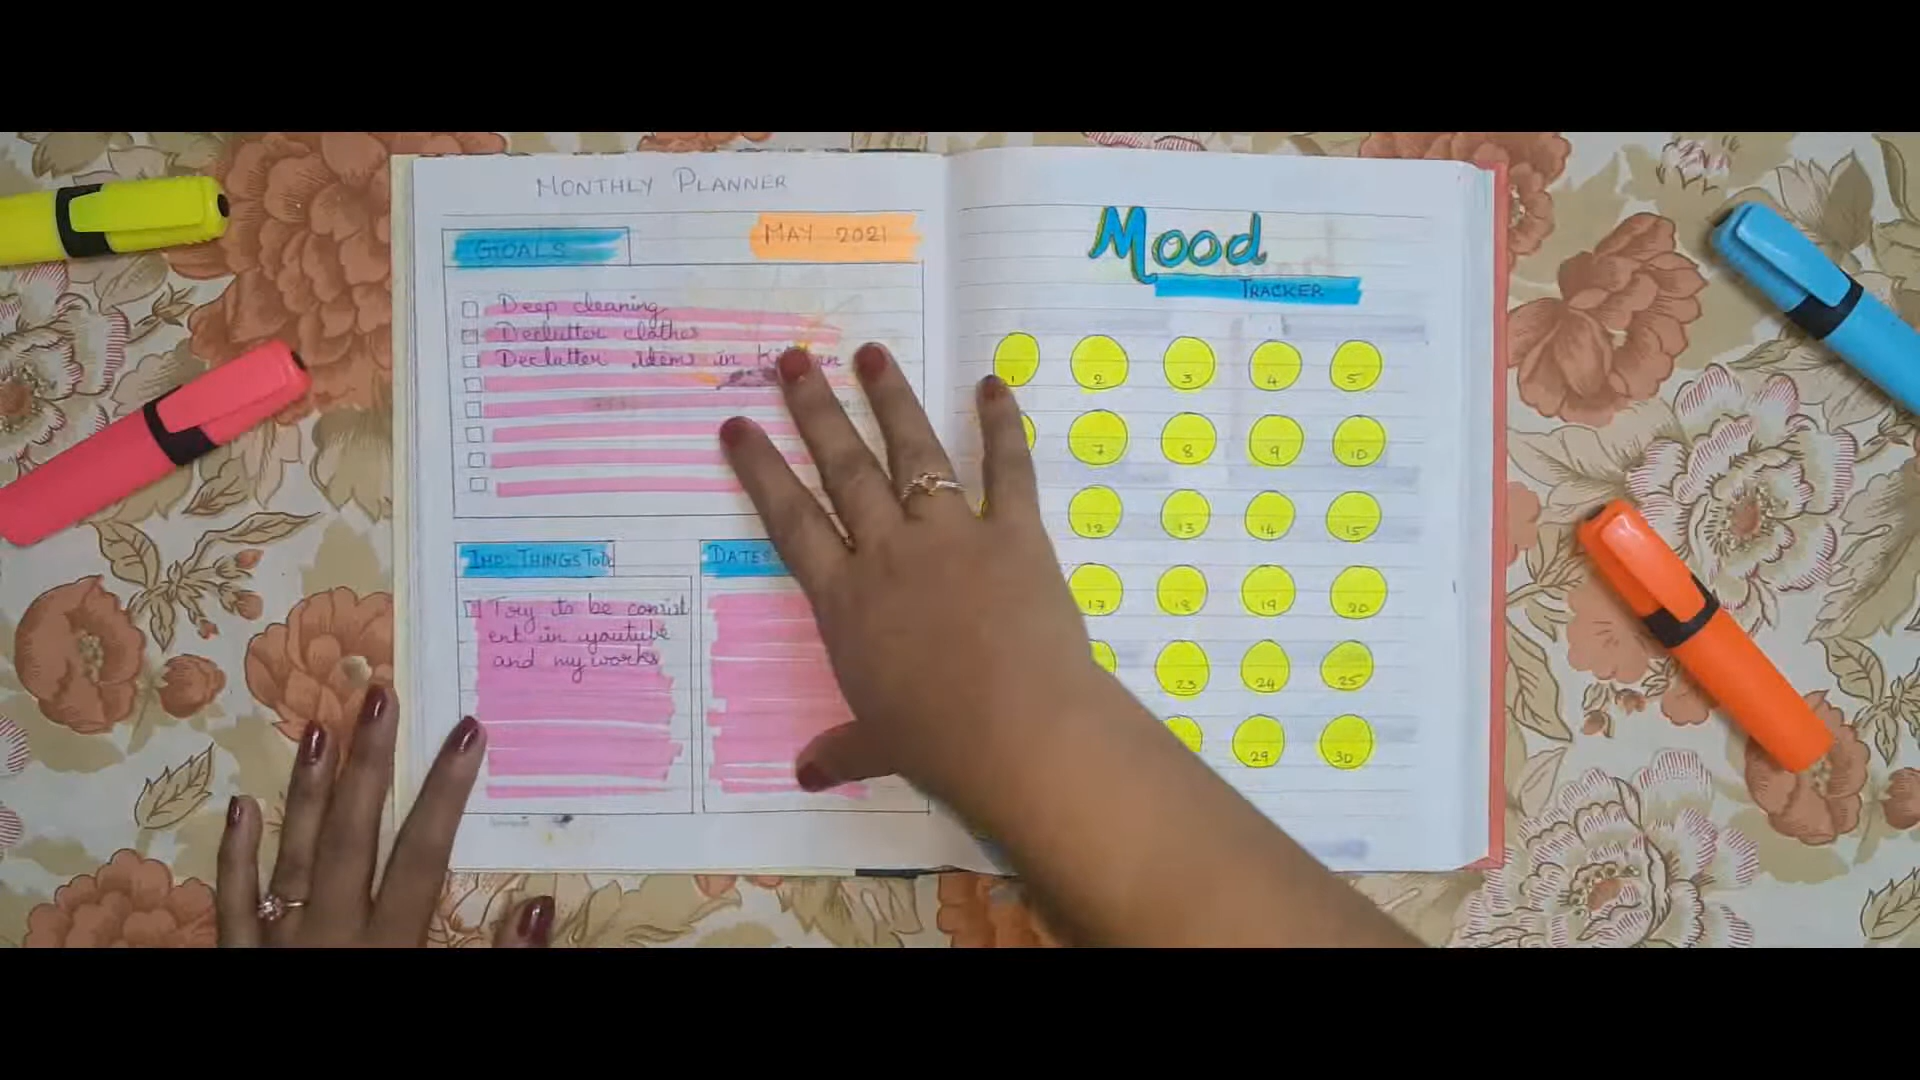 MONTHLY PLANNER
MAY 2021
GOALS
Deep cleaning
Declutter clothes
Declutter items in
IMP: THINGS TO DO
Try to be consist
ent in youtube
and my works
DATES
Mood
TRACKER
1 2 3 4 5
7 8 9 10
12 13 14 15
17 18 19 20
23 24 25
29 30